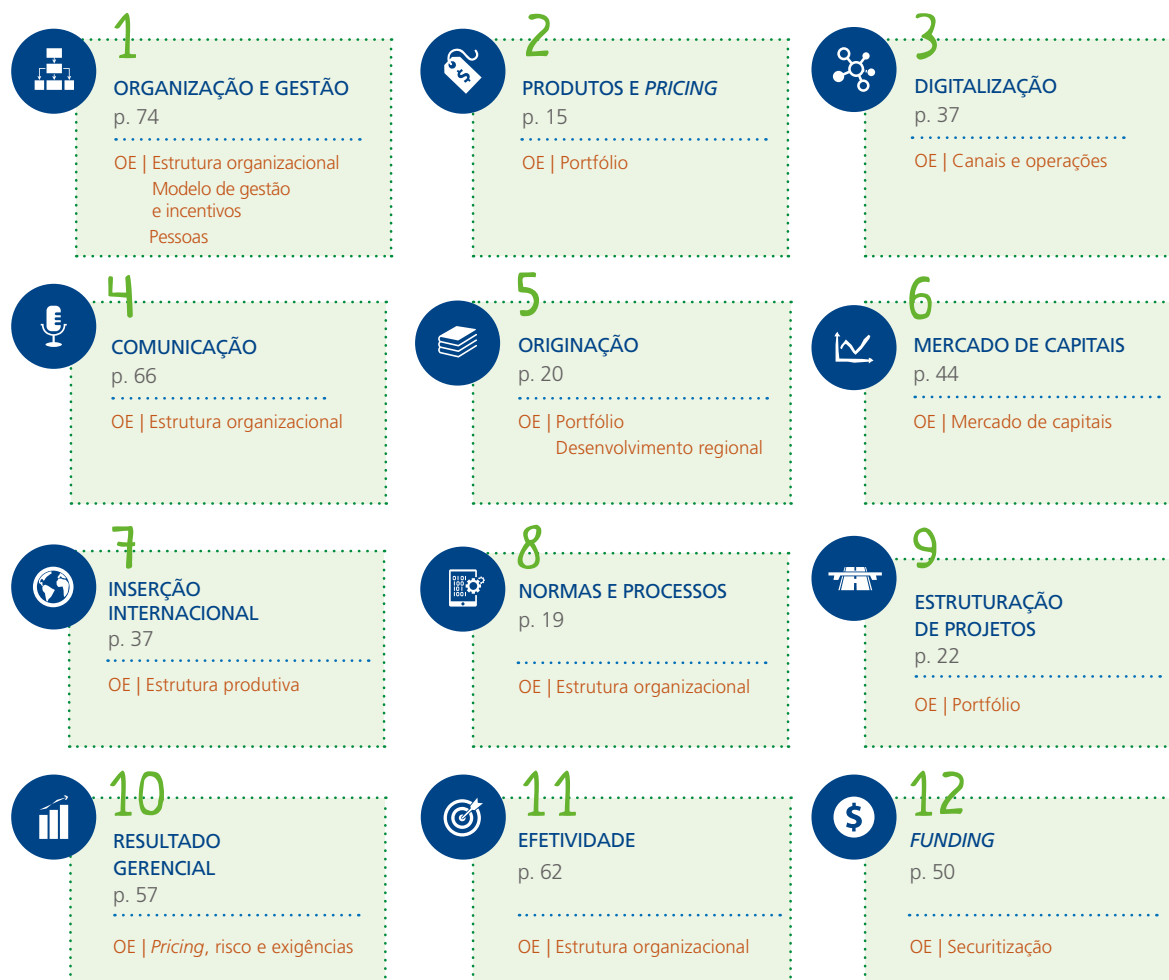 1
ORGANIZAÇÃO E GESTÃO
p. 74
OE | Estrutura organizacional
Modelo de gestão
e incentivos
Pessoas
2
PRODUTOS E PRICING
p. 15
OE | Portfólio
3
DIGITALIZAÇÃO
p. 37
OE | Canais e operações
4
COMUNICAÇÃO
p. 66
OE | Estrutura organizacional
5
ORIGINAÇÃO
p. 20
OE | Portfólio
Desenvolvimento regional
6
MERCADO DE CAPITAIS
p. 44
OE | Mercado de capitais
7
INSERÇÃO
INTERNACIONAL
p. 37
OE | Estrutura produtiva
8
NORMAS E PROCESSOS
p. 19
OE | Estrutura organizacional
9
ESTRUTURAÇÃO
DE PROJETOS
p. 22
OE | Portfólio
10
RESULTADO
GERENCIAL
p. 57
OE | Pricing, risco e exigências
11
EFETIVIDADE
p. 62
OE | Estrutura organizacional
12
FUNDING
p. 50
OE | Securitização